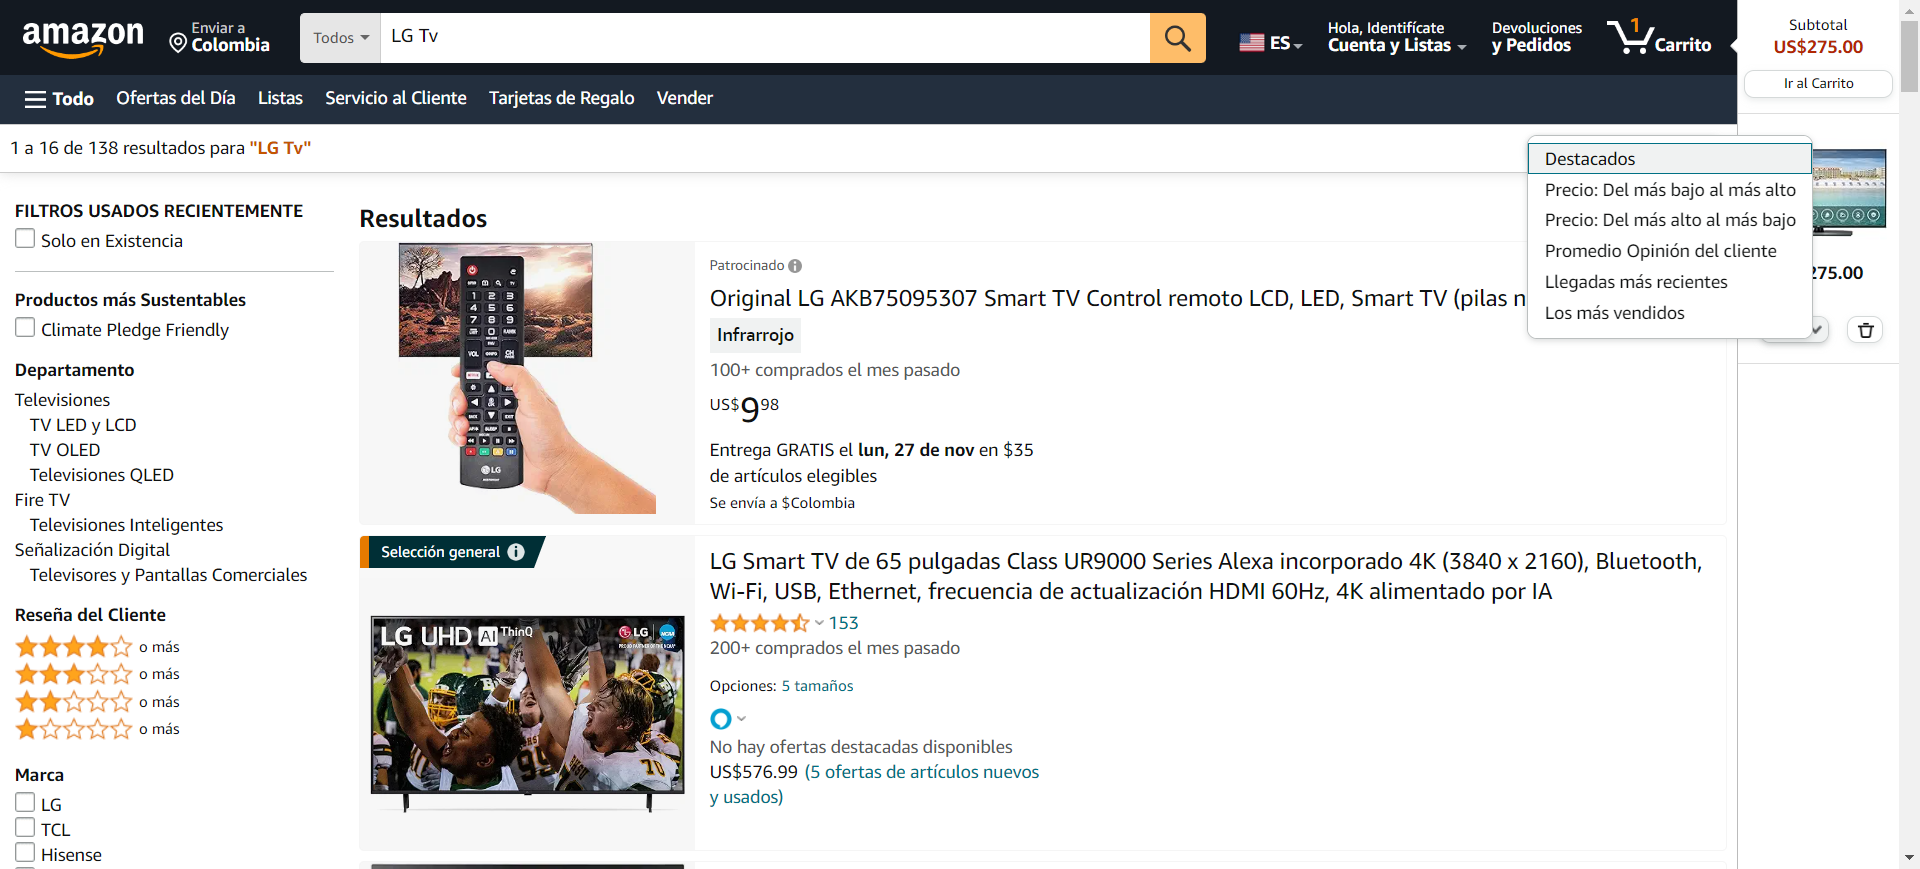 amazon
Enviar a
Colombia
Todos
LG Tv
ES
Hola, Identifícate
Cuenta y Listas
Devoluciones
y Pedidos
1
Carrito
Subtotal
US$275.00
Ir al Carrito
Todo
Ofertas del Día
Listas
Servicio al Cliente
Tarjetas de Regalo
Vender
1 a 16 de 138 resultados para "LG Tv"
Destacados
Precio: Del más bajo al más alto
Precio: Del más alto al más bajo
Promedio Opinión del cliente
Llegadas más recientes
Los más vendidos
275.00
FILTROS USADOS RECIENTEMENTE
Solo en Existencia
Productos más Sustentables
Climate Pledge Friendly
Departamento
Televisiones
TV LED y LCD
TV OLED
Televisiones QLED
Fire TV
Televisiones Inteligentes
Señalización Digital
Televisores y Pantallas Comerciales
Reseña del Cliente
o más
o más
o más
o más
Marca
LG
TCL
Hisense
Resultados
Patrocinado
Original LG AKB75095307 Smart TV Control remoto LCD, LED, Smart TV (pilas n
Infrarrojo
100+ comprados el mes pasado
US$9 98
Entrega GRATIS el lun, 27 de nov en $35
de artículos elegibles
Se envía a $Colombia
Selección general
LG UHD AI ThinQ
LG
LG Smart TV de 65 pulgadas Class UR9000 Series Alexa incorporado 4K (3840 x 2160), Bluetooth,
Wi-Fi, USB, Ethernet, frecuencia de actualización HDMI 60Hz, 4K alimentado por IA
153
200+ comprados el mes pasado
Opciones: 5 tamaños
No hay ofertas destacadas disponibles
US$576.99 (5 ofertas de artículos nuevos
y usados)